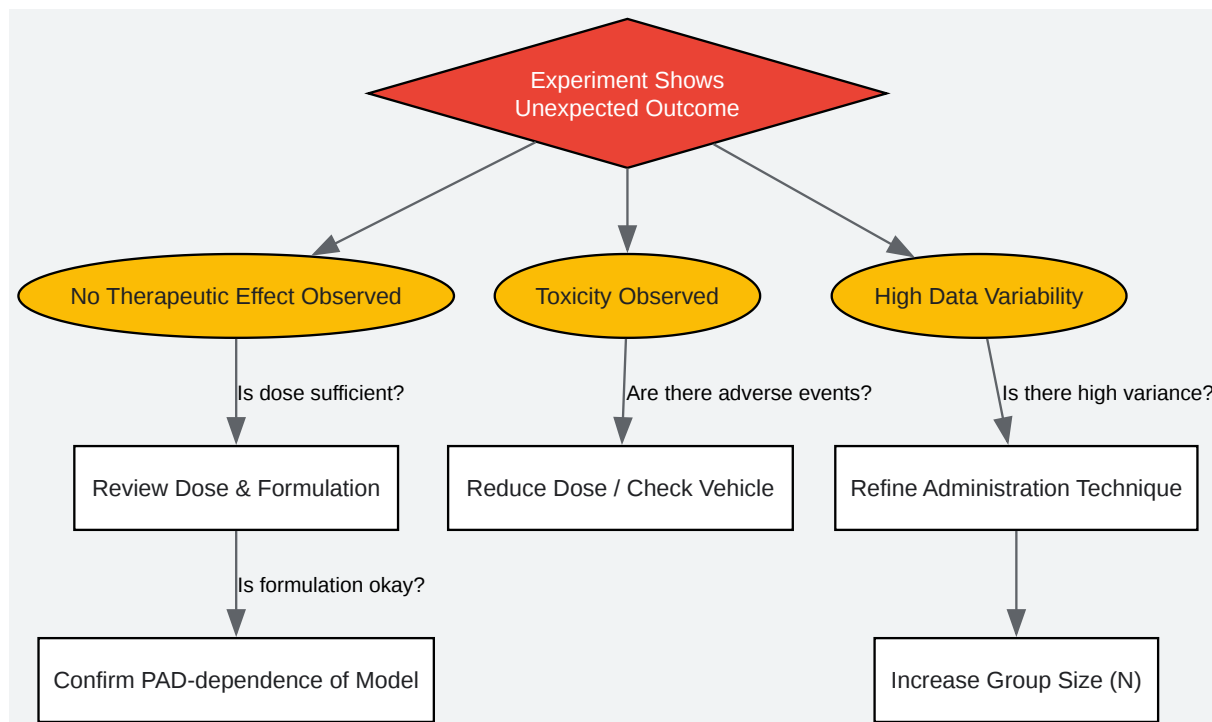 Experiment Shows
Unexpected Outcome
No Therapeutic Effect Observed
Toxicity Observed
High Data Variability
Is dose sufficient?
Are there adverse events?
Is there high variance?
Review Dose & Formulation
Reduce Dose / Check Vehicle
Refine Administration Technique
Is formulation okay?
Confirm PAD-dependence of Model
Increase Group Size (N)